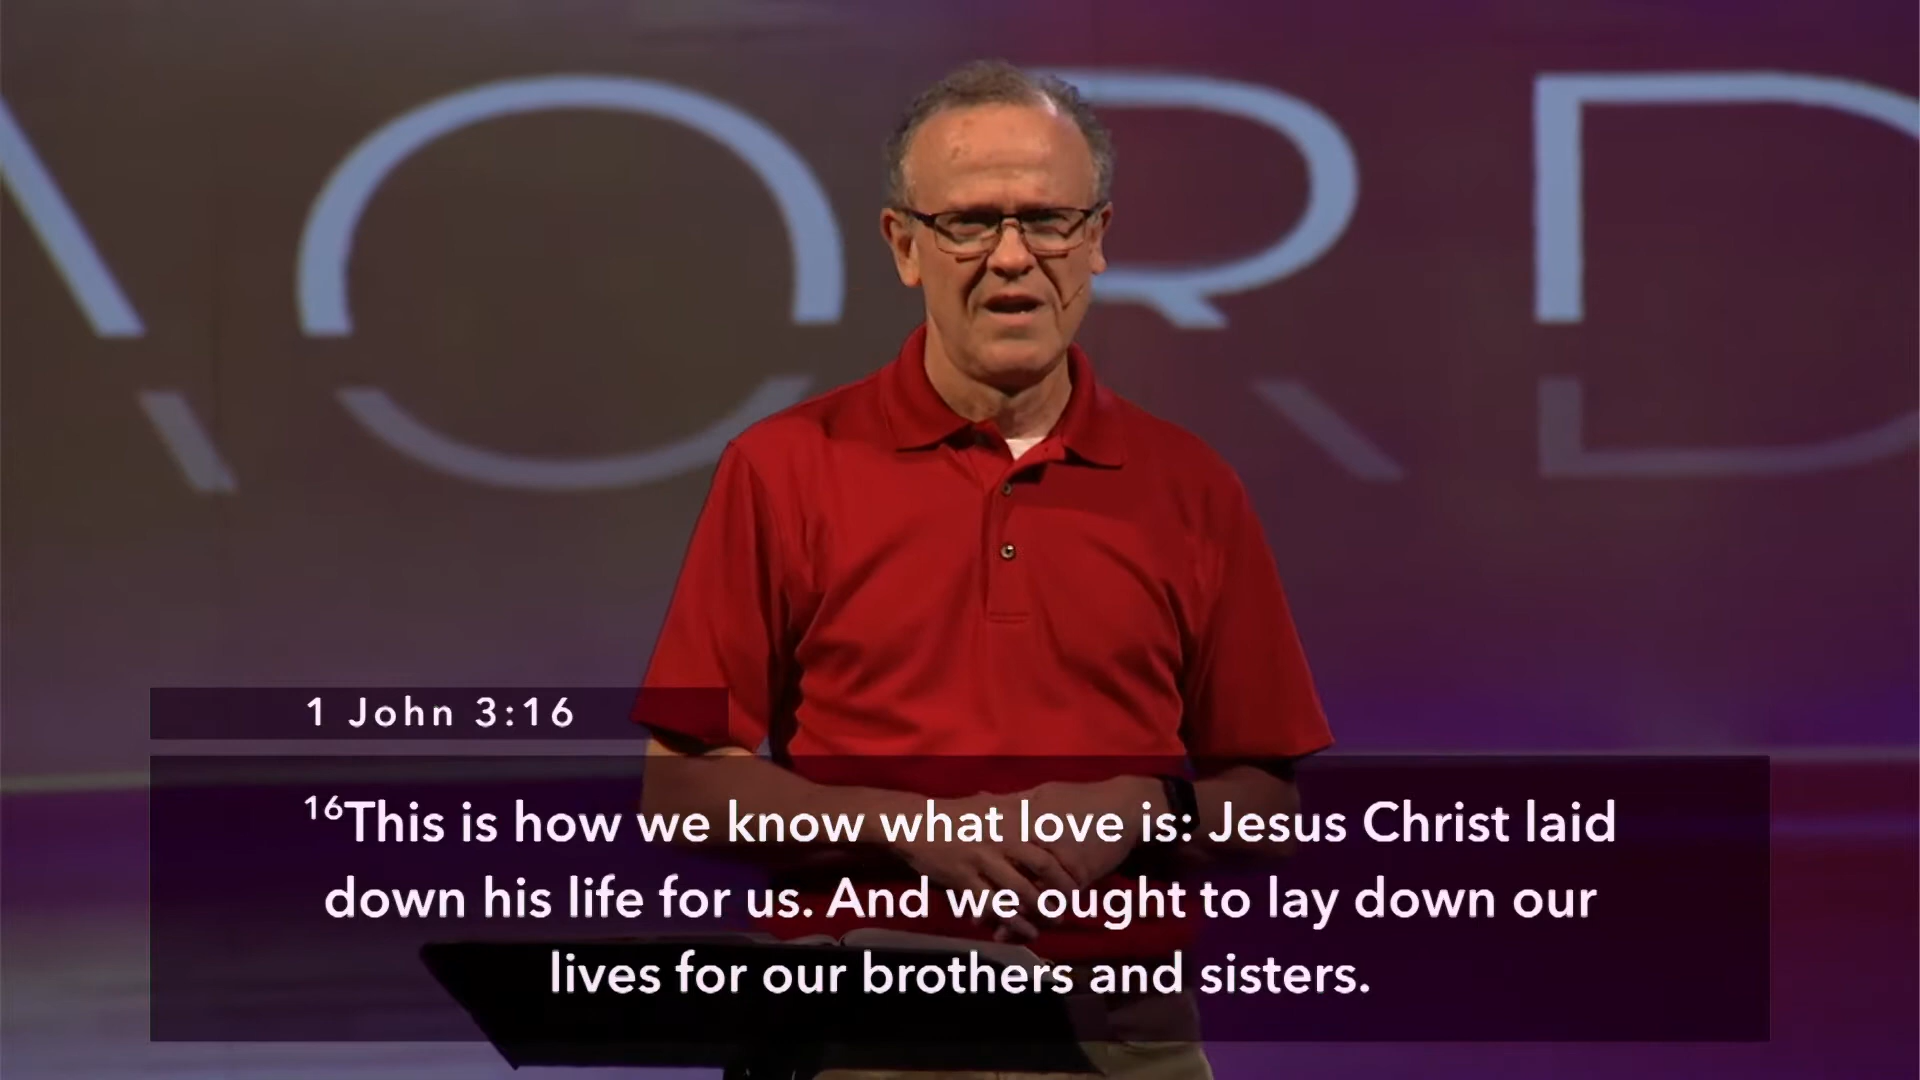 ORD
1 John 3:16
16This is how we know what love is: Jesus Christ laid
down his life for us. And we ought to lay down our
lives for our brothers and sisters.